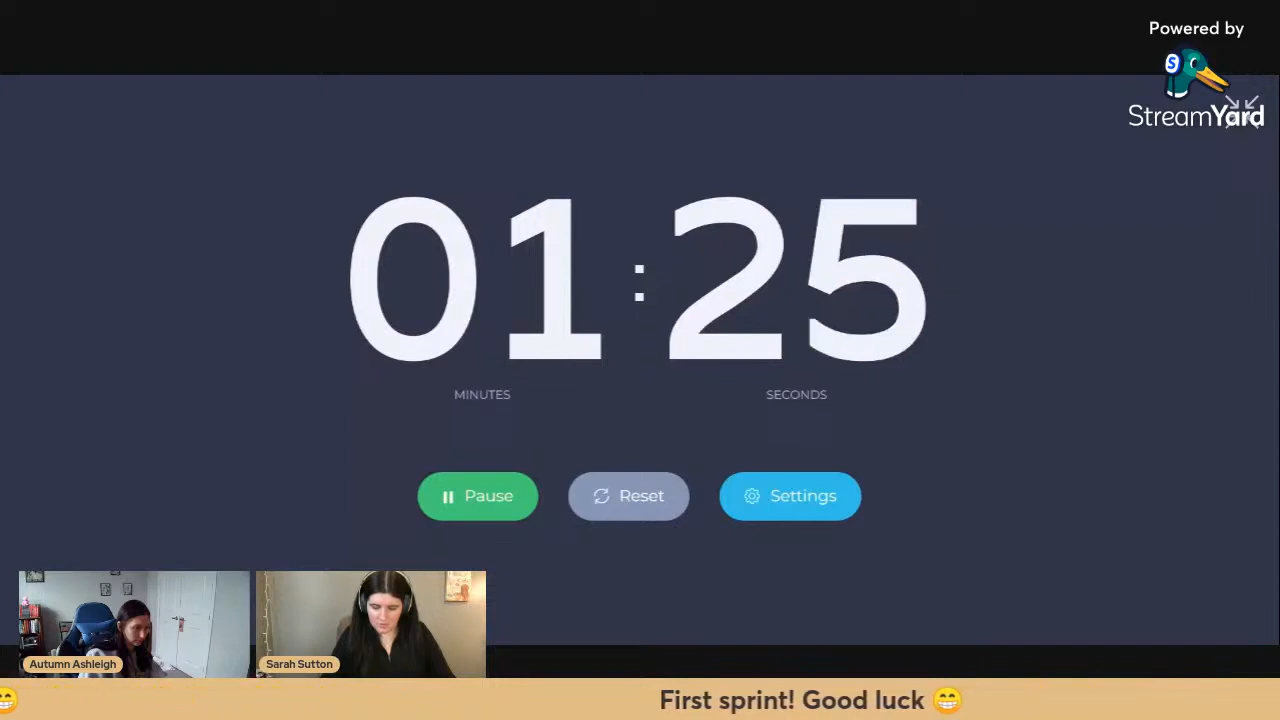 Powered by
S
StreamYard
01:25
MINUTES
SECONDS
Pause
Reset
Settings
Autumn Ashleigh
Sarah Sutton
First sprint! Good luck 😁